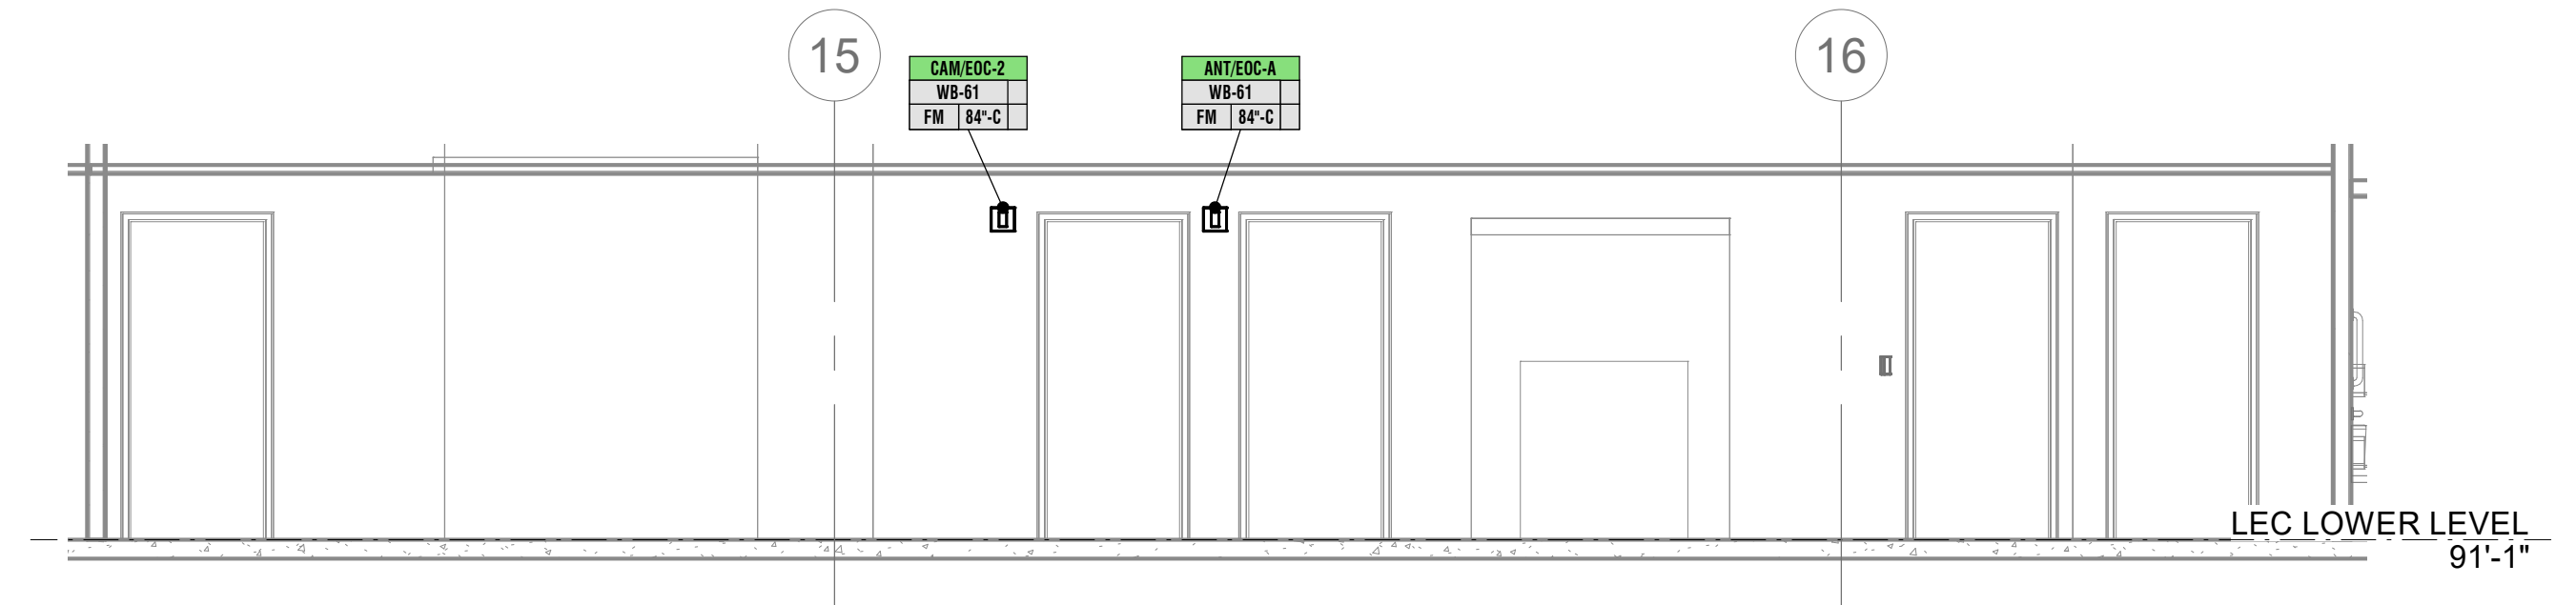 15
16
CAM/EOC-2
WB-61
FM 84"-C
ANT/EOC-A
WB-61
FM 84"-C
LEC LOWER LEVEL
91'-1"